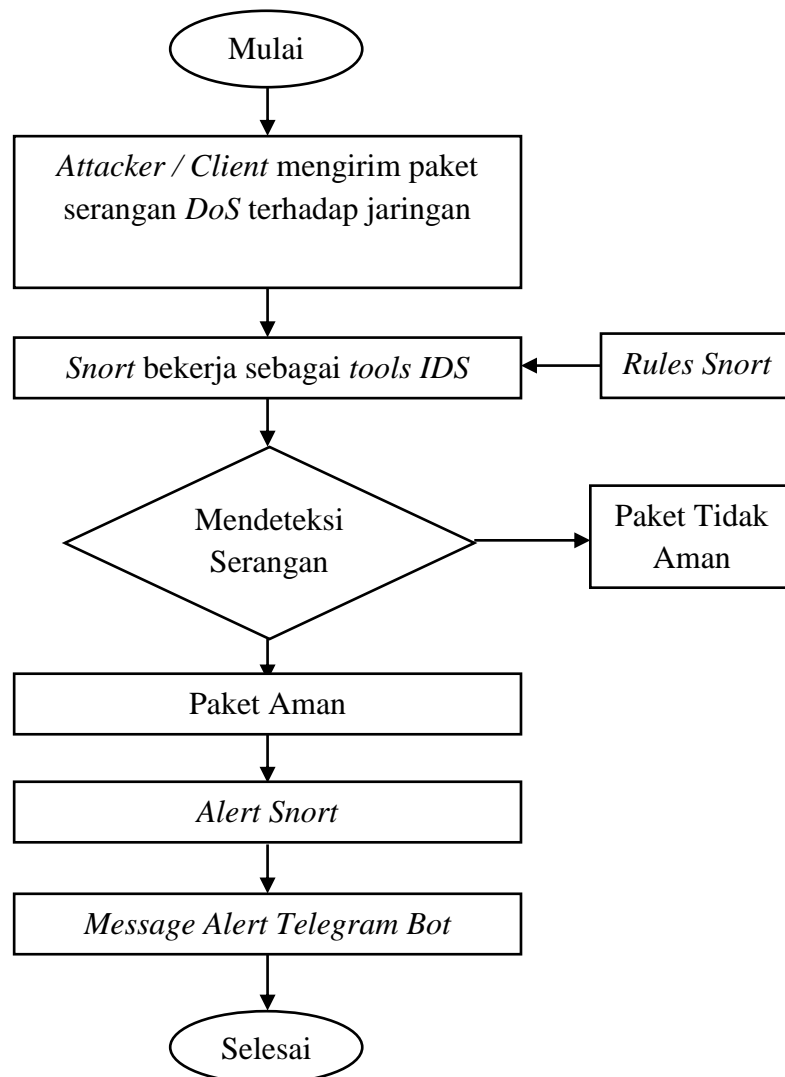 Mulai
Attacker / Client mengirim paket
serangan DoS terhadap jaringan
Snort bekerja sebagai tools IDS
Rules Snort
Mendeteksi
Serangan
Paket Tidak
Aman
Paket Aman
Alert Snort
Message Alert Telegram Bot
Selesai